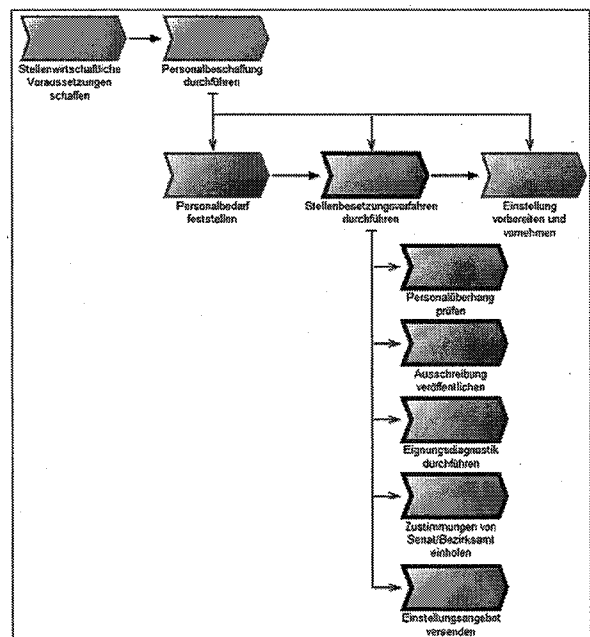 Stellenwirtschaftliche
Voraussetzungen
schaffen
Personalbeschaffung
durchführen
Personalbedarf
feststellen
Stellenbesetzungsverfahren
durchführen
Einstellung
vorbereiten und
vornehmen
Personalüberhang
prüfen
Ausschreibung
veröffentlichen
Eignungsdiagnostik
durchführen
Zustimmungen von
Senat/Bezirksamt
einholen
Einstellungsangebot
versenden